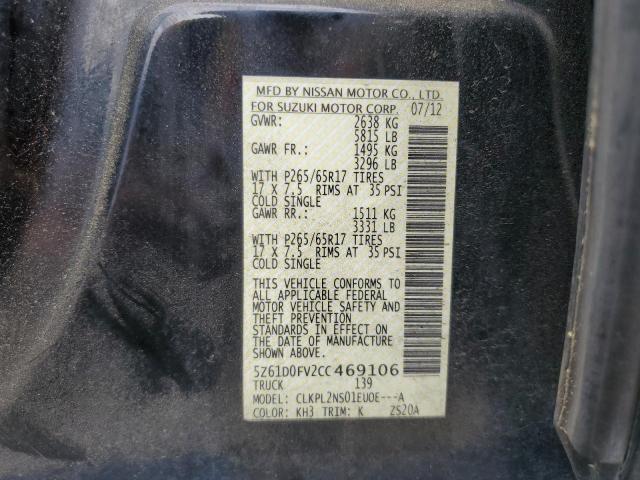 MFD BY NISSAN MOTOR CO., LTD.
FOR SUZUKI MOTOR CORP. 07/12
GVWR: 2638 KG
5815 LB
GAWR FR.: 1495 KG
3296 LB
WITH P265/65R17 TIRES
17 X 7.5 RIMS AT 35 PSI
COLD SINGLE
GAWR RR.: 1511 KG
3331 LB
WITH P265/65R17 TIRES
17 X 7.5 RIMS AT 35 PSI
COLD SINGLE
THIS VEHICLE CONFORMS TO
ALL APPLICABLE FEDERAL
MOTOR VEHICLE SAFETY AND
THEFT PREVENTION
STANDARDS IN EFFECT ON
THE DATE OF MANUFACTURE
SHOWN ABOVE.
5Z61D0FV2CC469106
TRUCK 139
MODEL: CLKPL2NS01EUOE---A
COLOR: KH3 TRIM: K ZS20A